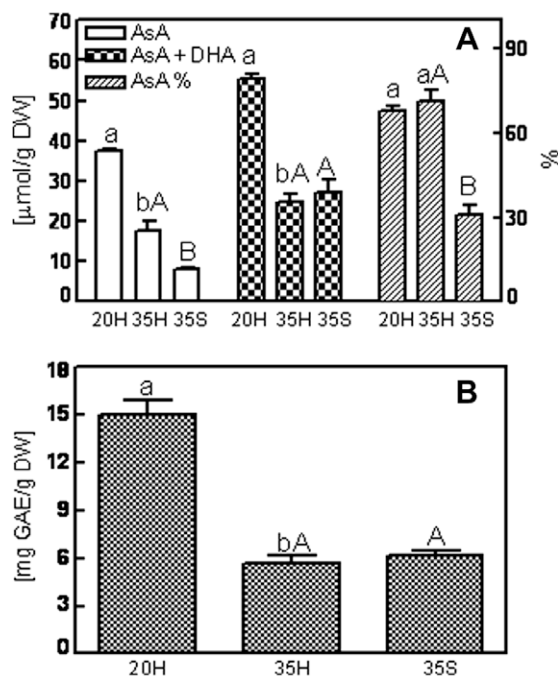 AsA
AsA + DHA
AsA %
A
[µmol/g DW]
%
70
60
50
40
30
20
10
0
90
60
30
0
a
bA
B
a
bA
A
a
aA
B
20H 35H 35S
20H 35H 35S
20H 35H 35S
B
[mg GAE/g DW]
18
15
12
9
6
3
0
a
bA
A
20H
35H
35S